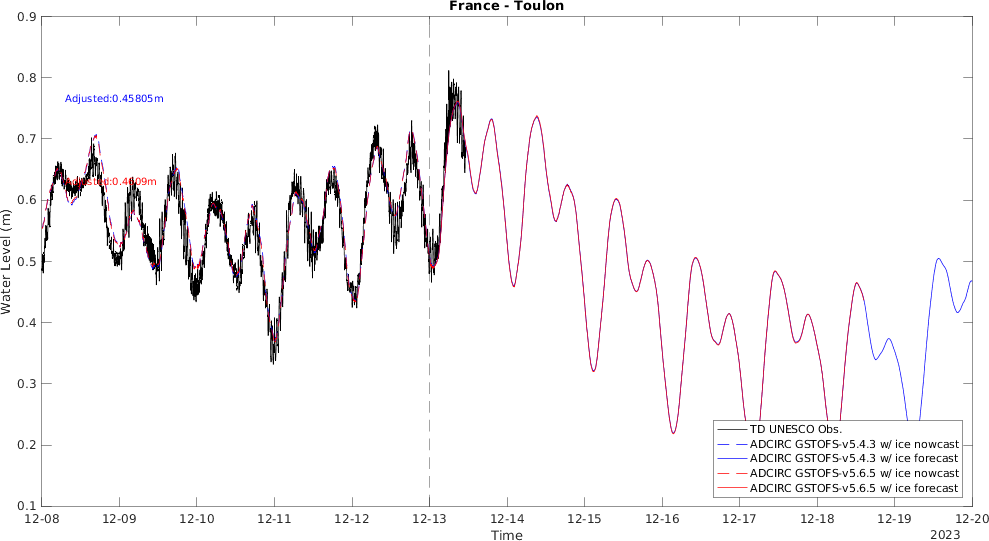 France - Toulon
0.9
0.8
0.7
0.6
0.5
0.4
0.3
0.2
0.1
Water Level (m)
Adjusted:0.45805m
Adjusted:0.4609m
TD UNESCO Obs.
ADCIRC GSTOFS-v5.4.3 w/ ice nowcast
ADCIRC GSTOFS-v5.4.3 w/ ice forecast
ADCIRC GSTOFS-v5.6.5 w/ ice nowcast
ADCIRC GSTOFS-v5.6.5 w/ ice forecast
12-08 12-09 12-10 12-11 12-12 12-13 12-14 12-15 12-16 12-17 12-18 12-19 12-20
Time
2023